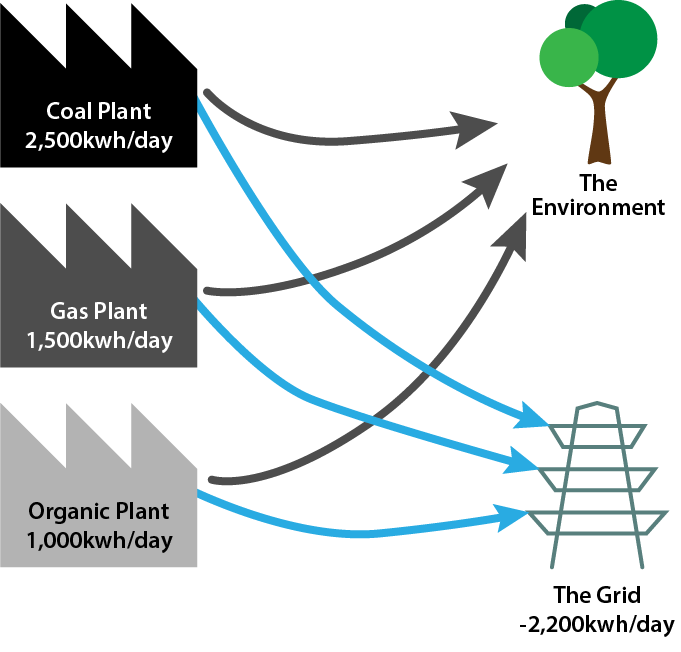 Coal Plant
2,500kwh/day
The
Environment
Gas Plant
1,500kwh/day
Organic Plant
1,000kwh/day
The Grid
-2,200kwh/day